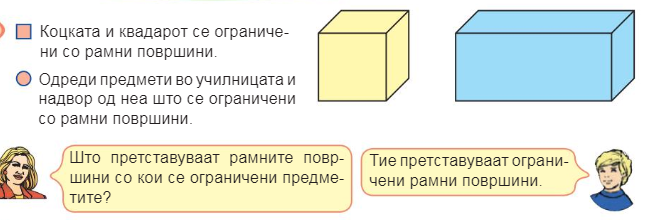 Коцката и квадарот се ограниче-
ни со рамни површини.
Одреди предмети во училницата и
надвор од неа што се ограничени
со рамни површини.
Што претставуваат рамните повр-
шини со кои се ограничени предме-
тите?
Тие претставуваат ограни-
чени рамни површини.